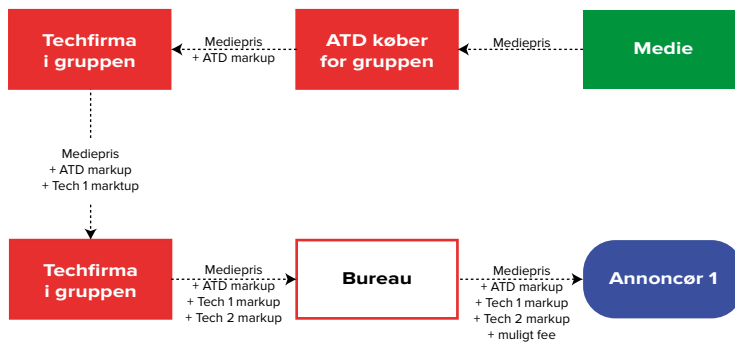 Techfirma
i gruppen
Mediepris
+ ATD markup
ATD køber
for gruppen
Mediepris
Medie
Mediepris
+ ATD markup
+ Tech 1 marktup
Techfirma
i gruppen
Mediepris
+ ATD markup
+ Tech 1 markup
+ Tech 2 markup
Bureau
Mediepris
+ ATD markup
+ Tech 1 markup
+ Tech 2 markup
+ muligt fee
Annoncør 1